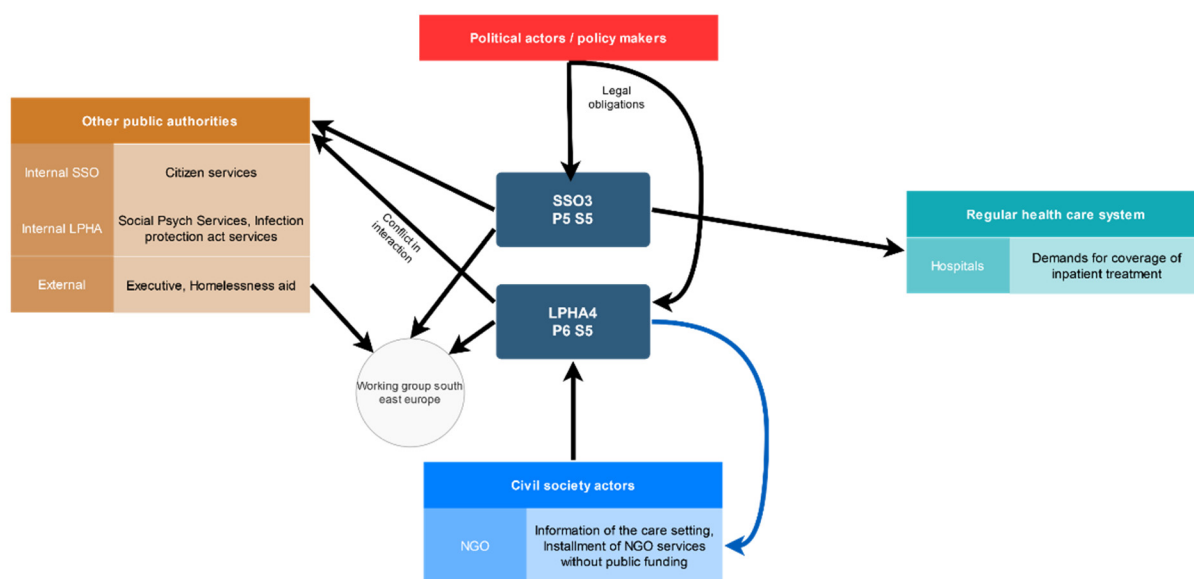 Political actors / policy makers
Legal
obligations
Other public authorities
Internal SSO
Citizen services
Internal LPHA
Social Psych Services, Infection
protection act services
External
Executive, Homelessness aid
Conflict in
interaction
SSO3
P5 S5
LPHA4
P6 S5
Regular health care system
Hospitals
Demands for coverage of
inpatient treatment
Working group south
east europe
Civil society actors
NGO
Information of the care setting,
Installment of NGO services
without public funding